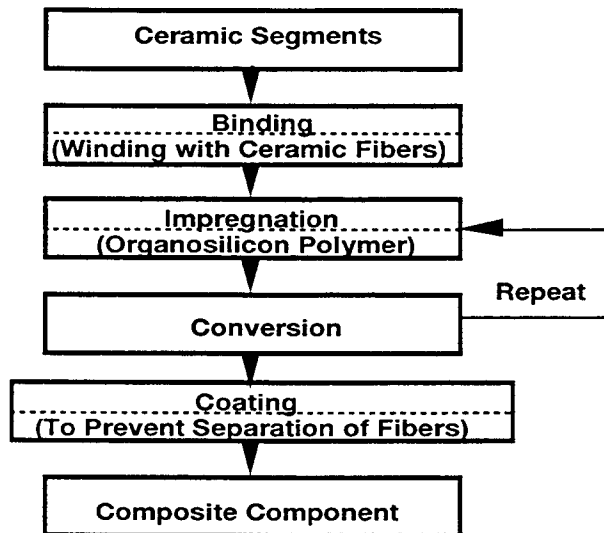 Ceramic Segments
Binding
(Winding with Ceramic Fibers)
Impregnation
(Organosilicon Polymer)
Repeat
Conversion
Coating
(To Prevent Separation of Fibers)
Composite Component